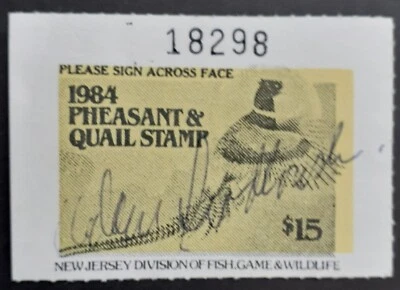 18298
PLEASE SIGN ACROSS FACE
1984
PHEASANT &
QUAIL STAMP
$15
NEW JERSEY DIVISION OF FISH, GAME & WILDLIFE